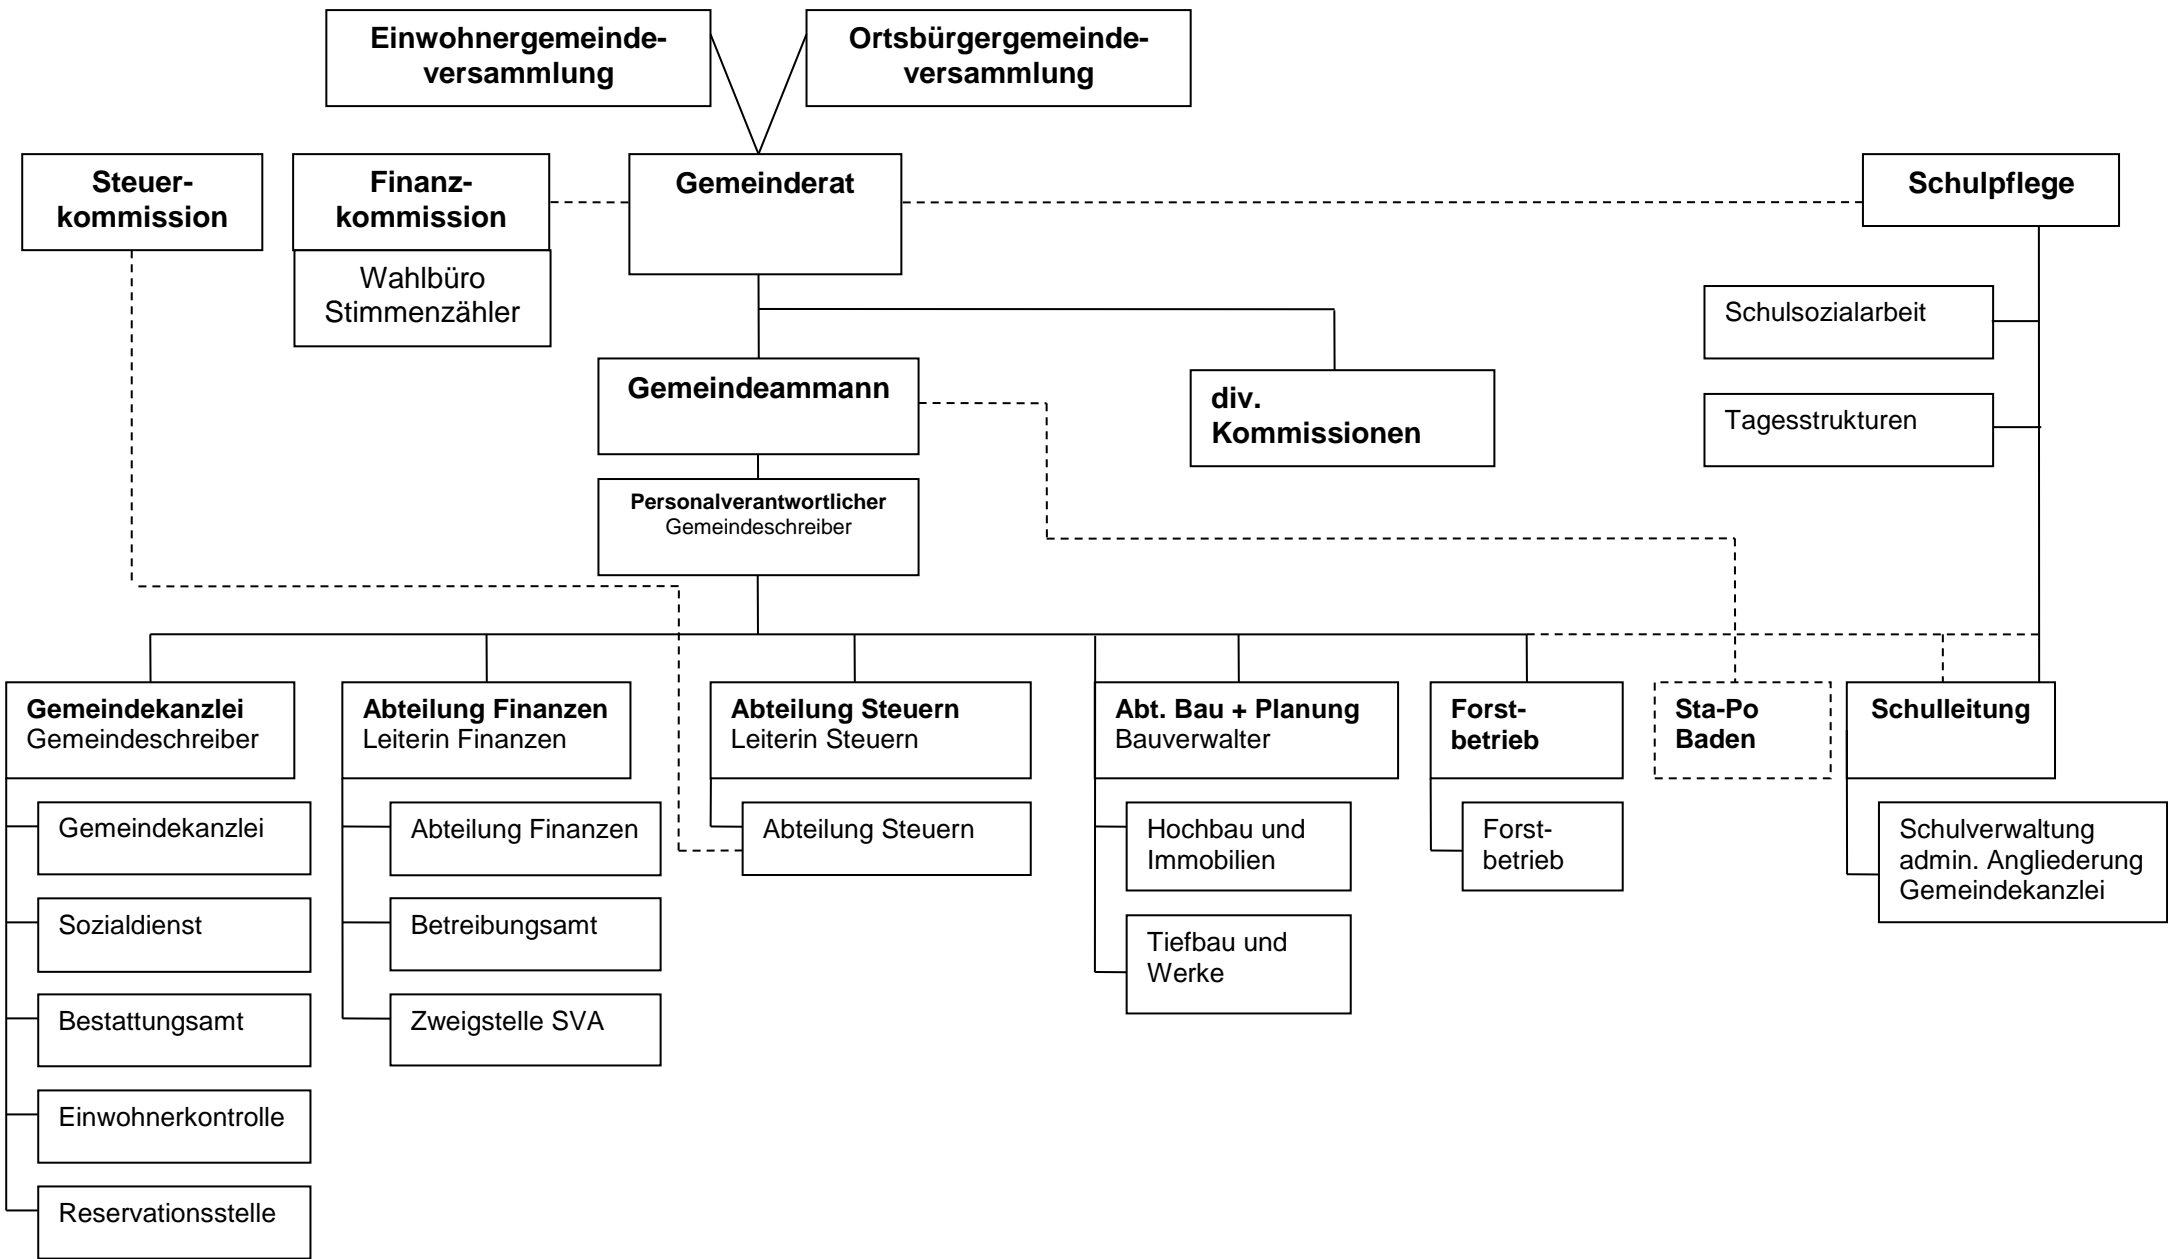 Einwohnergemeinde-
versammlung
Ortsbürgergemeinde-
versammlung
Steuer-
kommission
Finanz-
kommission
Wahlbüro
Stimmenzähler
Gemeinderat
Schulpflege
Schulsozialarbeit
Tagesstrukturen
Gemeindeammann
div.
Kommissionen
Personalverantwortlicher
Gemeindeschreiber
Gemeindekanzlei
Gemeindeschreiber
Gemeindekanzlei
Sozialdienst
Bestattungsamt
Einwohnerkontrolle
Reservationsstelle
Abteilung Finanzen
Leiterin Finanzen
Abteilung Finanzen
Betreibungsamt
Zweigstelle SVA
Abteilung Steuern
Leiterin Steuern
Abteilung Steuern
Abt. Bau + Planung
Bauverwalter
Hochbau und
Immobilien
Tiefbau und
Werke
Forst-
betrieb
Forst-
betrieb
Sta-Po
Baden
Schulleitung
Schulverwaltung
admin. Angliederung
Gemeindekanzlei